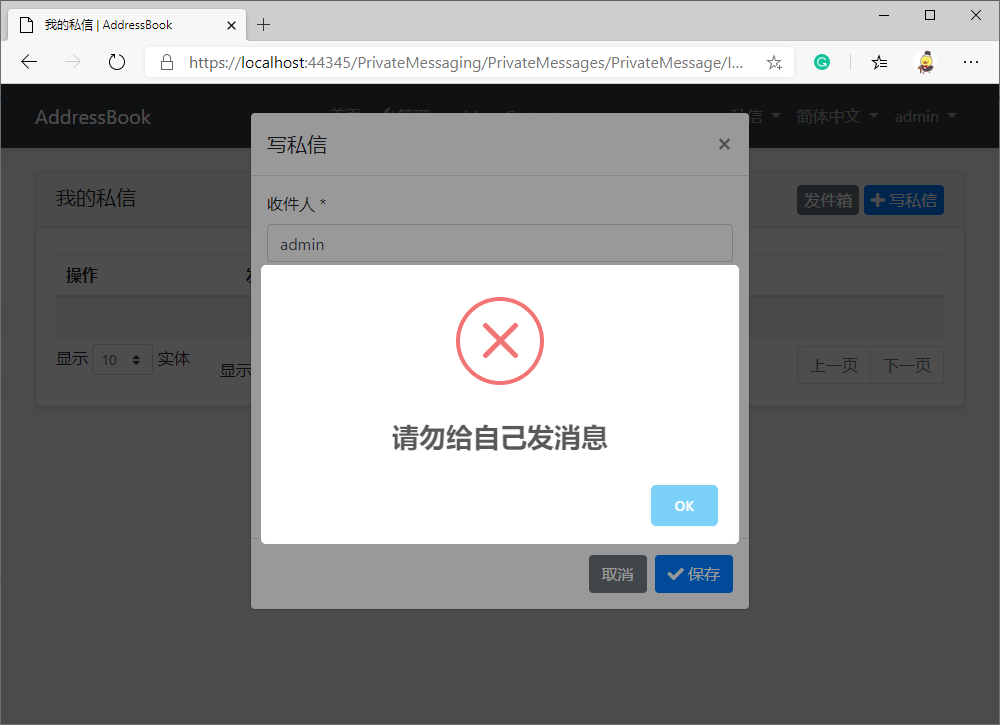 我的私信 | AddressBook
https://localhost:44345/PrivateMessaging/PrivateMessages/PrivateMessage/I...
AddressBook
私信 简体中文 admin
写私信 ×
我的私信 发件箱 写私信
收件人 *
admin
操作
请勿给自己发消息
显示 10 实体 显示
上一页 下一页
OK
取消 保存